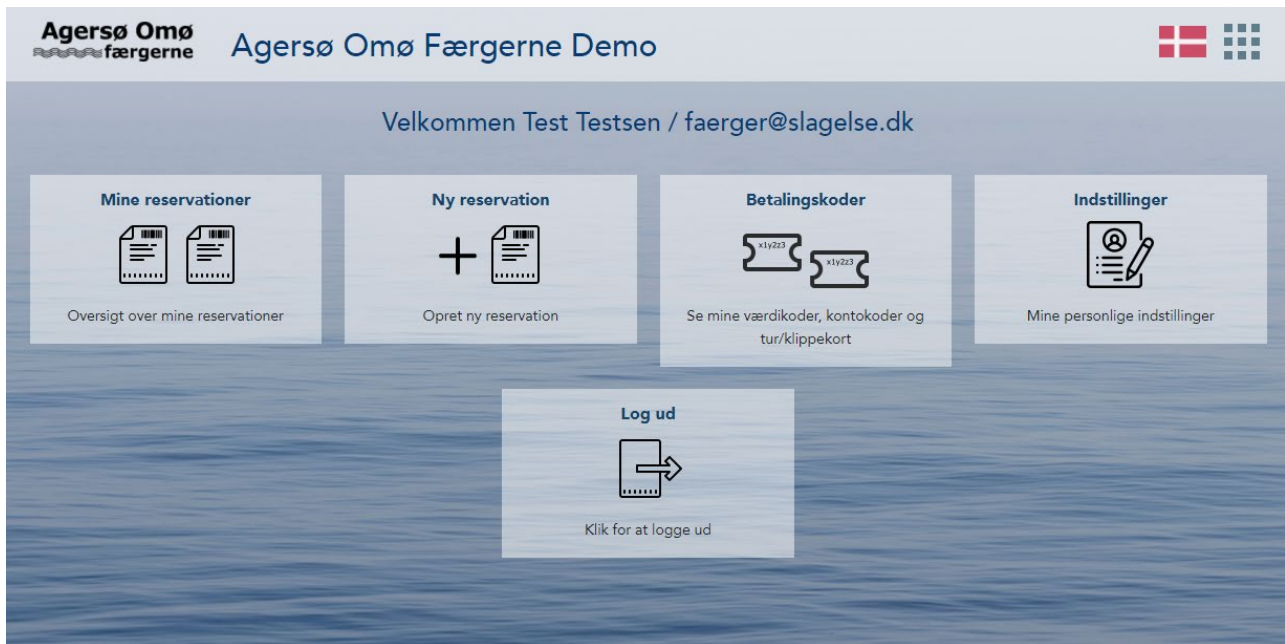 Agersø Omø
færgerne
Agersø Omø Færgerne Demo
Velkommen Test Testsen / faerger@slagelse.dk
Mine reservationer
Oversigt over mine reservationer
Ny reservation
Opret ny reservation
Betalingskoder
x1y2z3
x1y2z3
Se mine værdikoder, kontokoder og
tur/klippekort
Indstillinger
Mine personlige indstillinger
Log ud
Klik for at logge ud